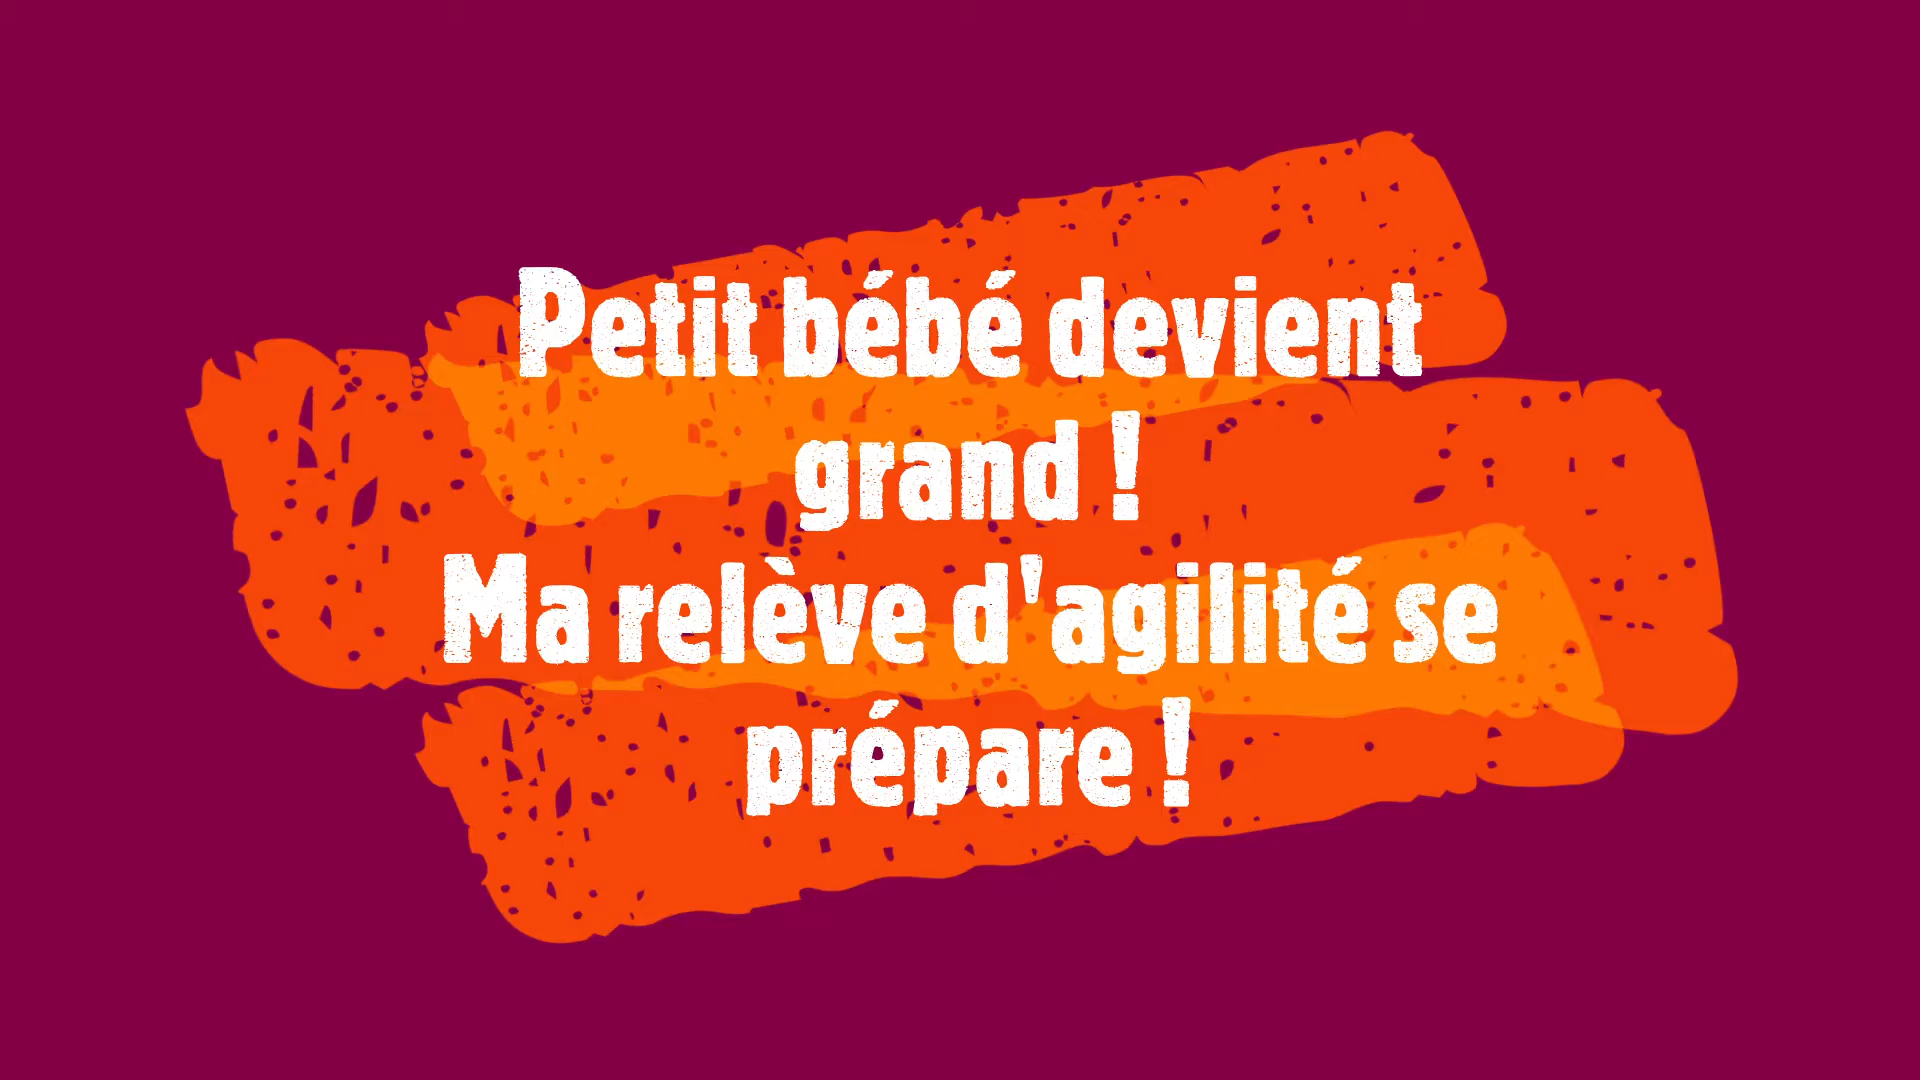 Petit bébé devient
grand !
Ma relève d'agilité se
prépare !